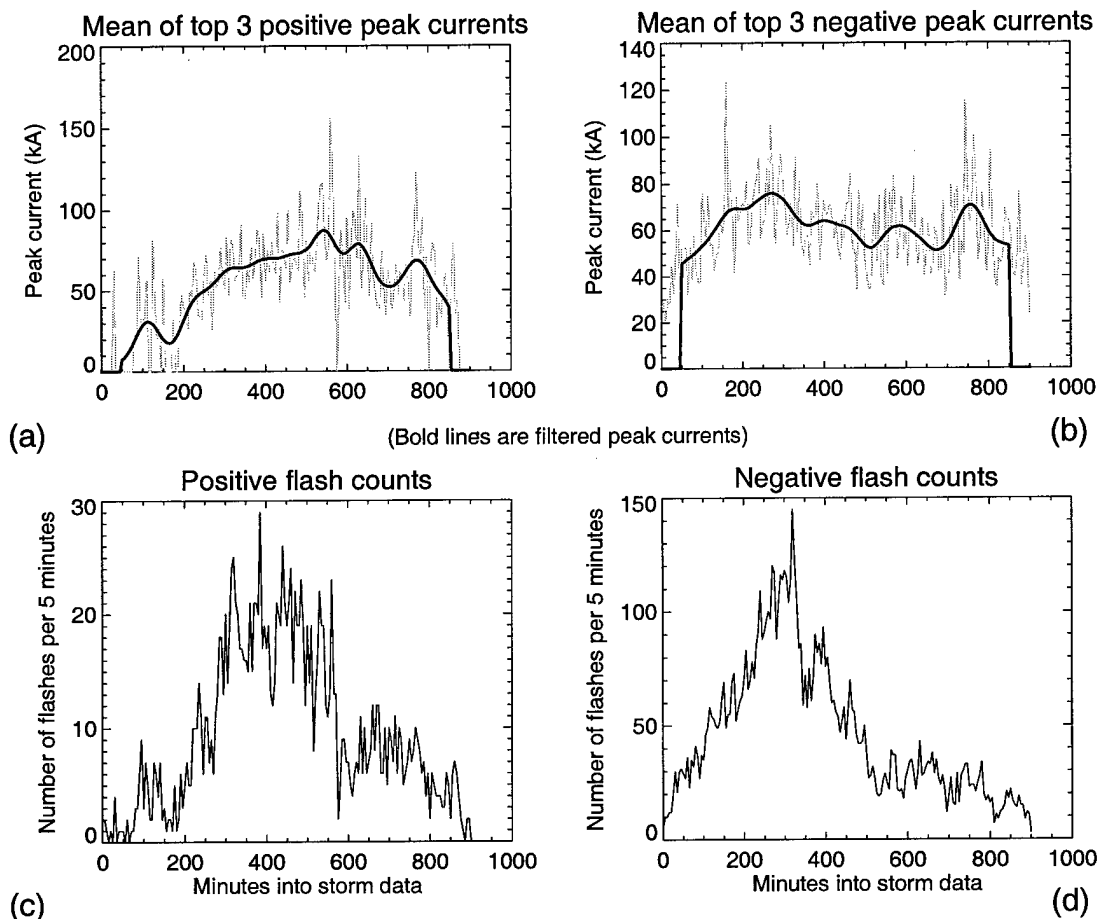 Mean of top 3 positive peak currents
Peak current (kA)
200
150
100
50
0
0 200 400 600 800 1000
(a)
Mean of top 3 negative peak currents
Peak current (kA)
140
120
100
80
60
40
20
0
0 200 400 600 800 1000
(b)
(Bold lines are filtered peak currents)
Positive flash counts
Number of flashes per 5 minutes
30
20
10
0
0 200 400 600 800 1000
Minutes into storm data
(c)
Negative flash counts
Number of flashes per 5 minutes
150
100
50
0
0 200 400 600 800 1000
Minutes into storm data
(d)